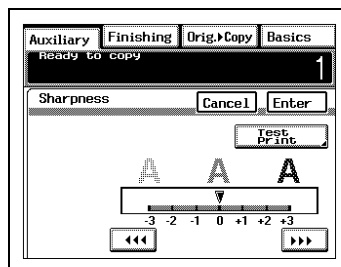 Auxiliary Finishing Orig.▸Copy Basics
Ready to copy
1
Sharpness Cancel Enter
Test
Print
A A A
-3 -2 -1 0 +1 +2 +3